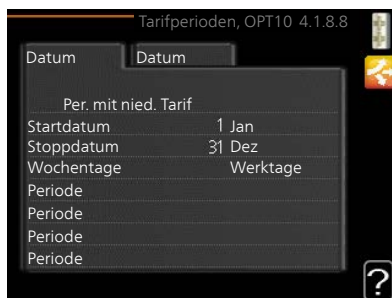 Tarifperioden, OPT10 4.1.8.8
Datum Datum
Per. mit nied. Tarif
Startdatum 1 Jan
Stoppdatum 31 Dez
Wochentage Werktage
Periode
Periode
Periode
Periode
?